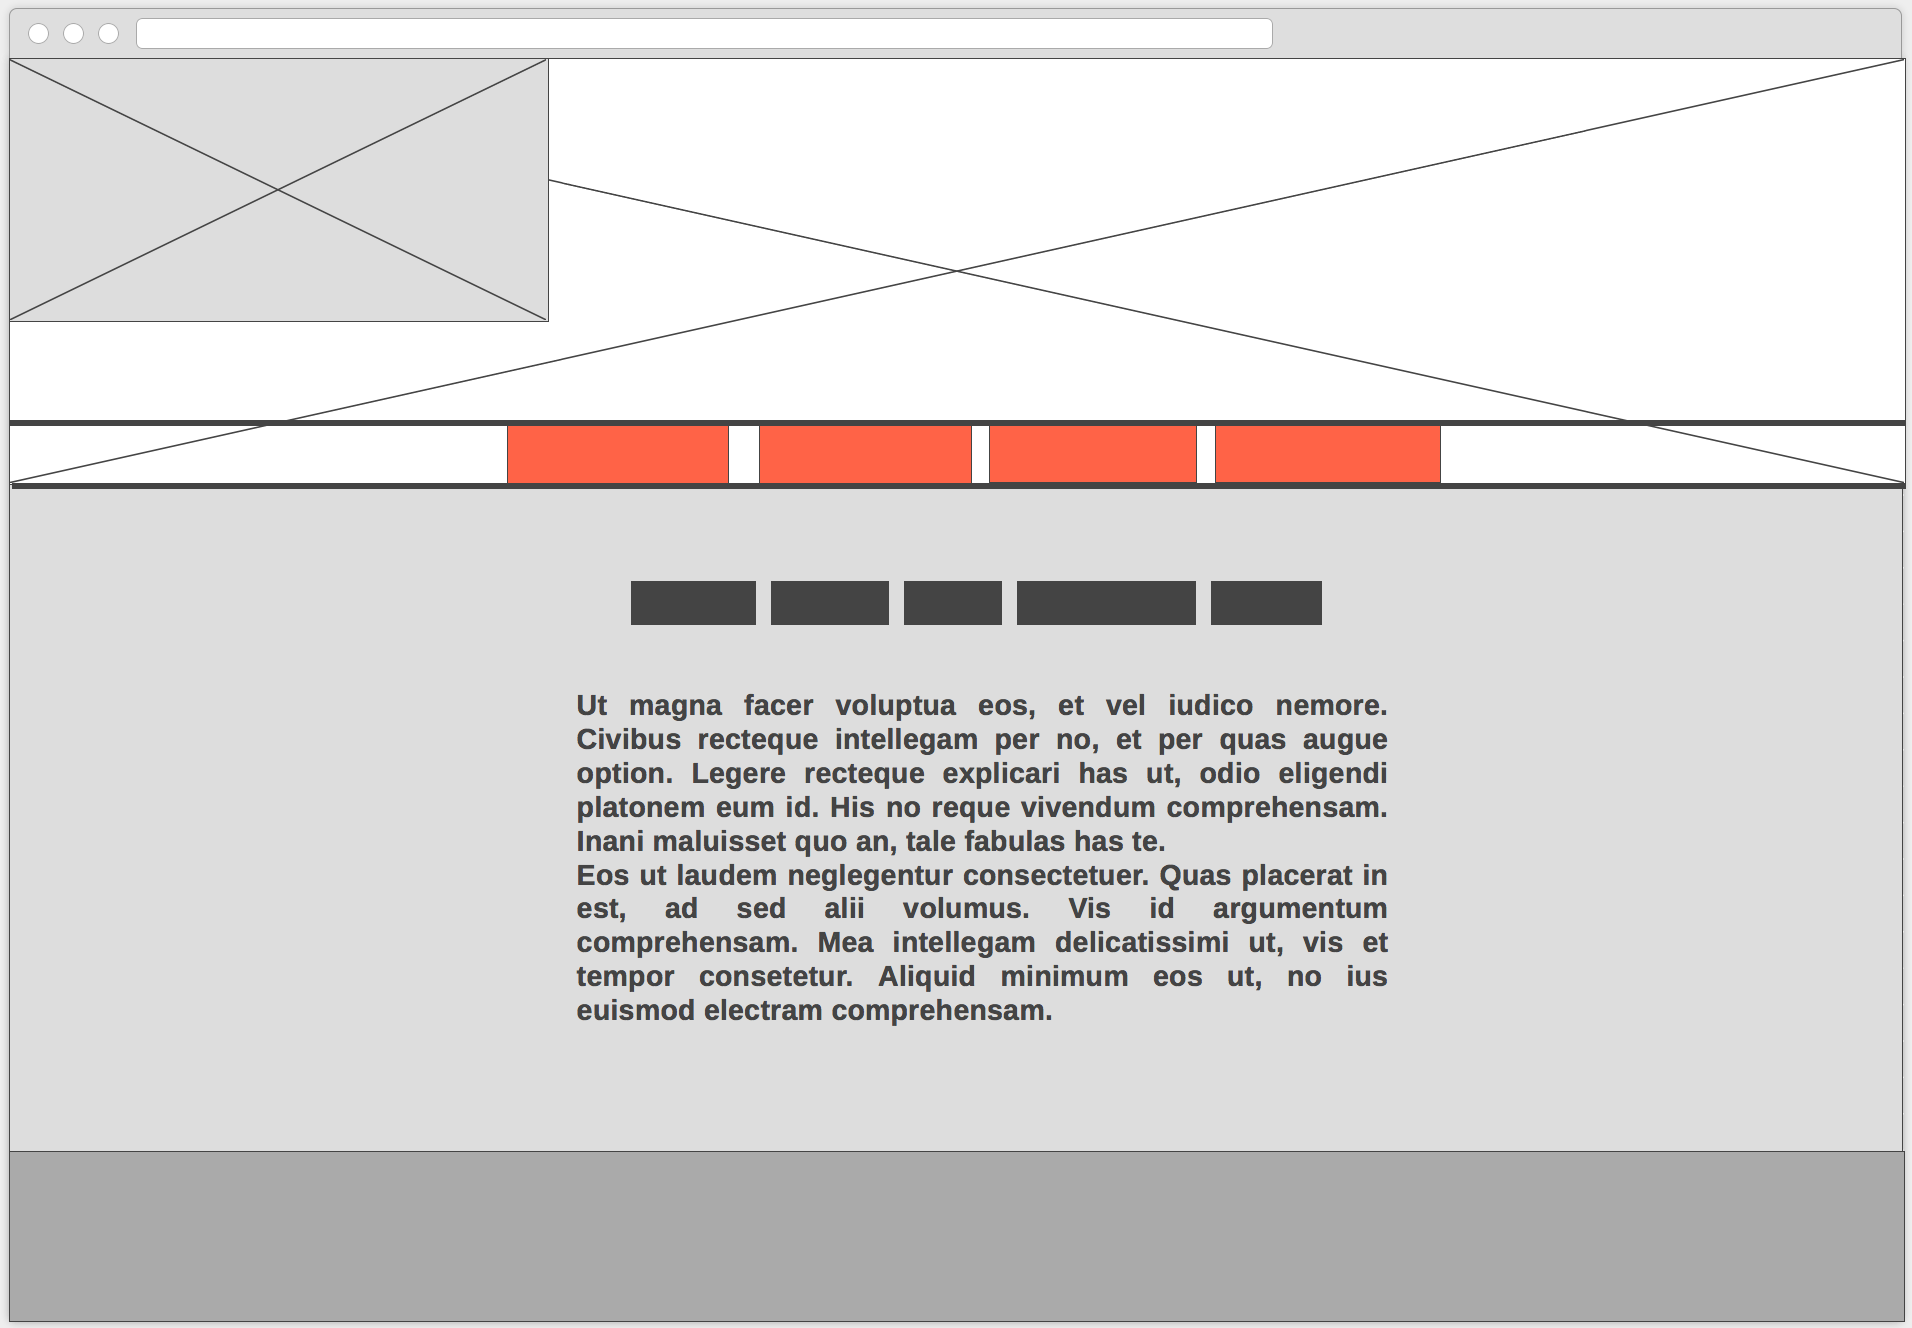 Ut magna facer voluptua eos, et vel iudico nemore.
Civibus recteque intellegam per no, et per quas augue
option. Legere recteque explicari has ut, odio eligendi
platonem eum id. His no reque vivendum comprehensam.
Inani maluisset quo an, tale fabulas has te.
Eos ut laudem neglegentur consectetuer. Quas placerat in
est, ad sed alii volumus. Vis id argumentum
comprehensam. Mea intellegam delicatissimi ut, vis et
tempor consetetur. Aliquid minimum eos ut, no ius
euismod electram comprehensam.